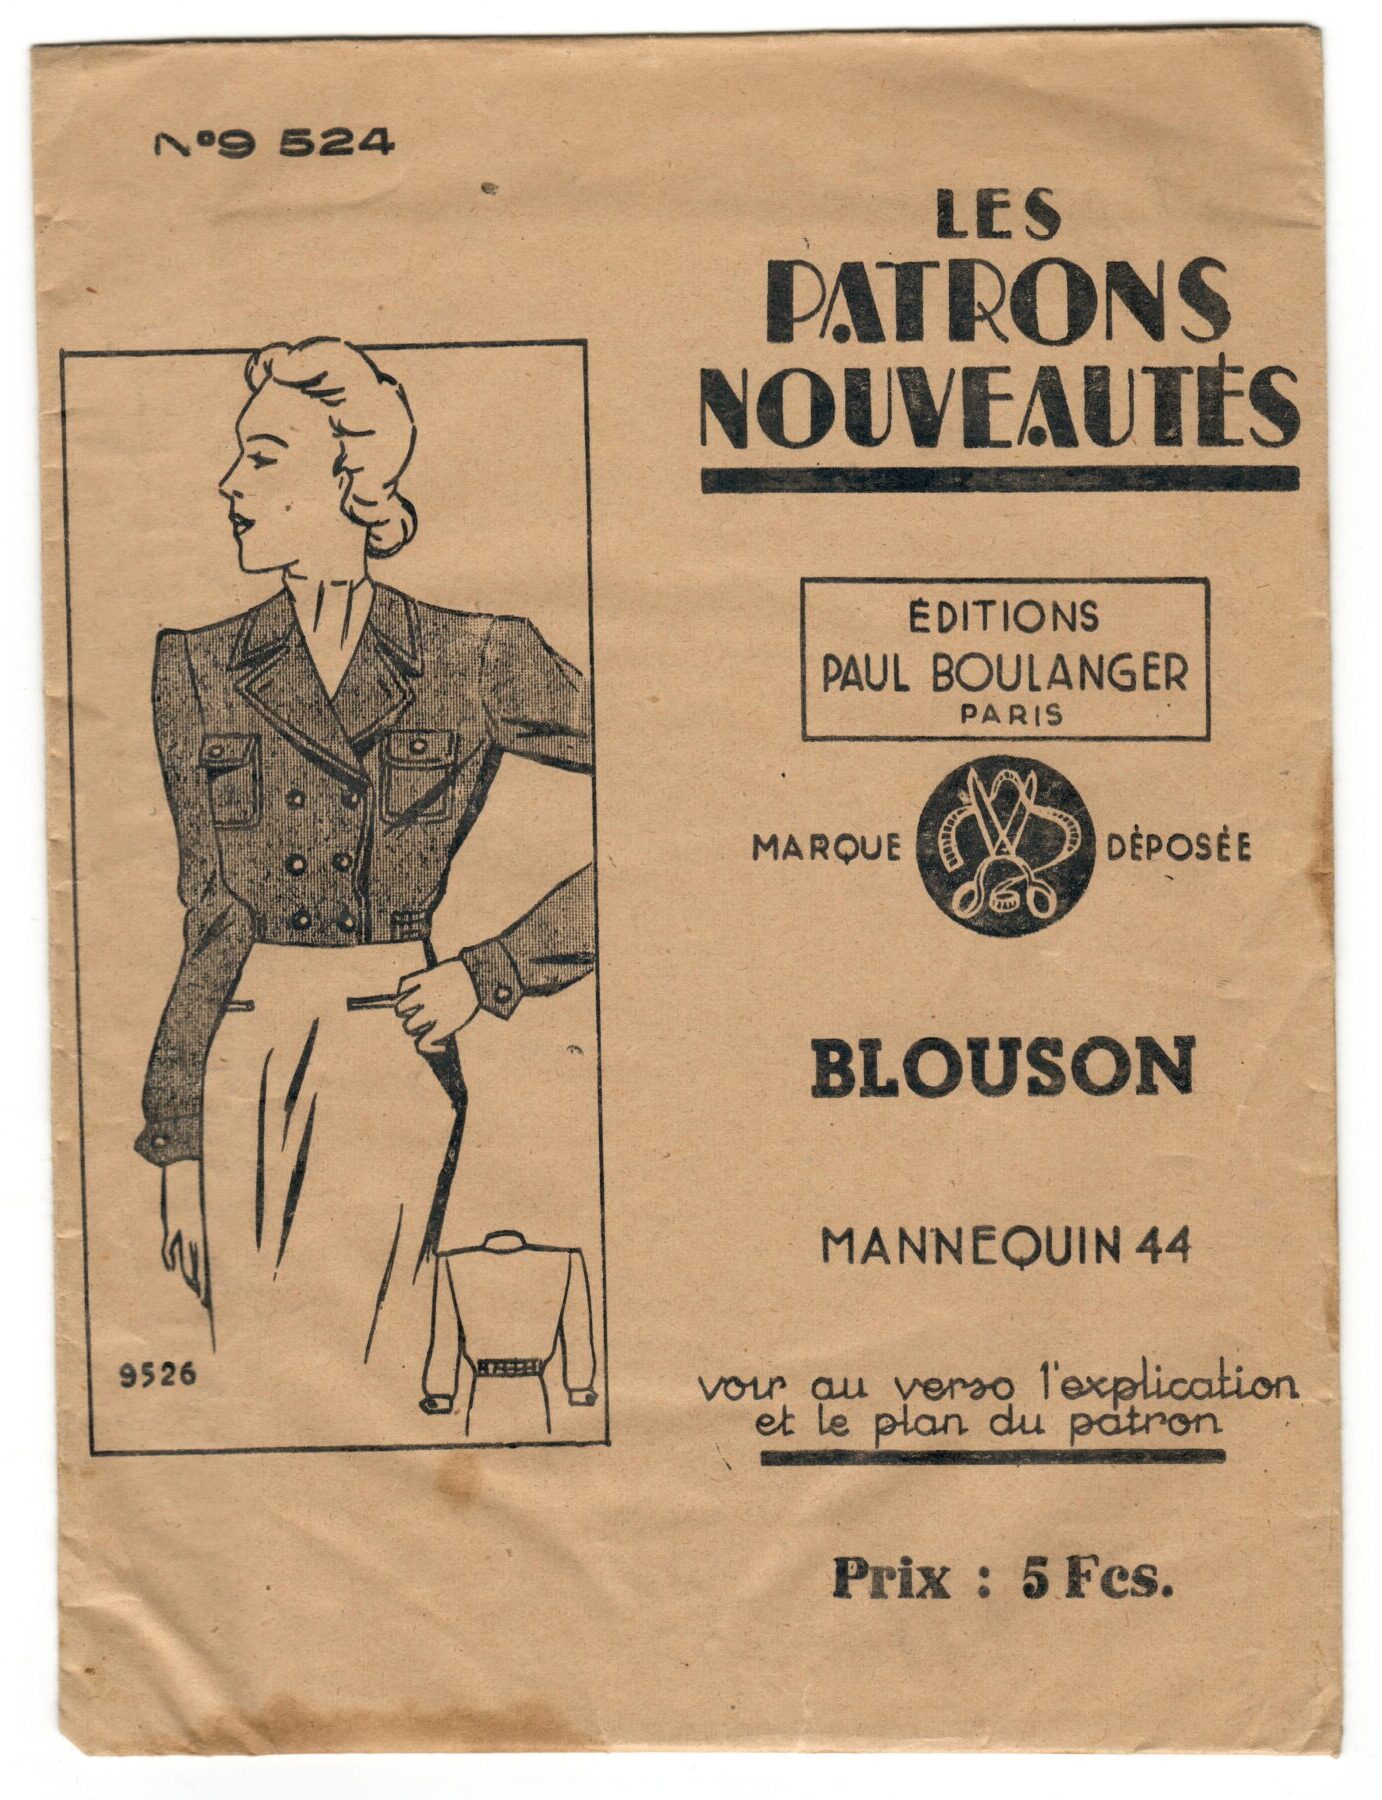 Nº9 524
LES
PATRONS
NOUVEAUTÉS
ÉDITIONS
PAUL BOULANGER
PARIS
MARQUE DÉPOSÉE
BLOUSON
MANNEQUIN 44
voir au verso l'explication
et le plan du patron
Prix : 5 Fcs.
9526